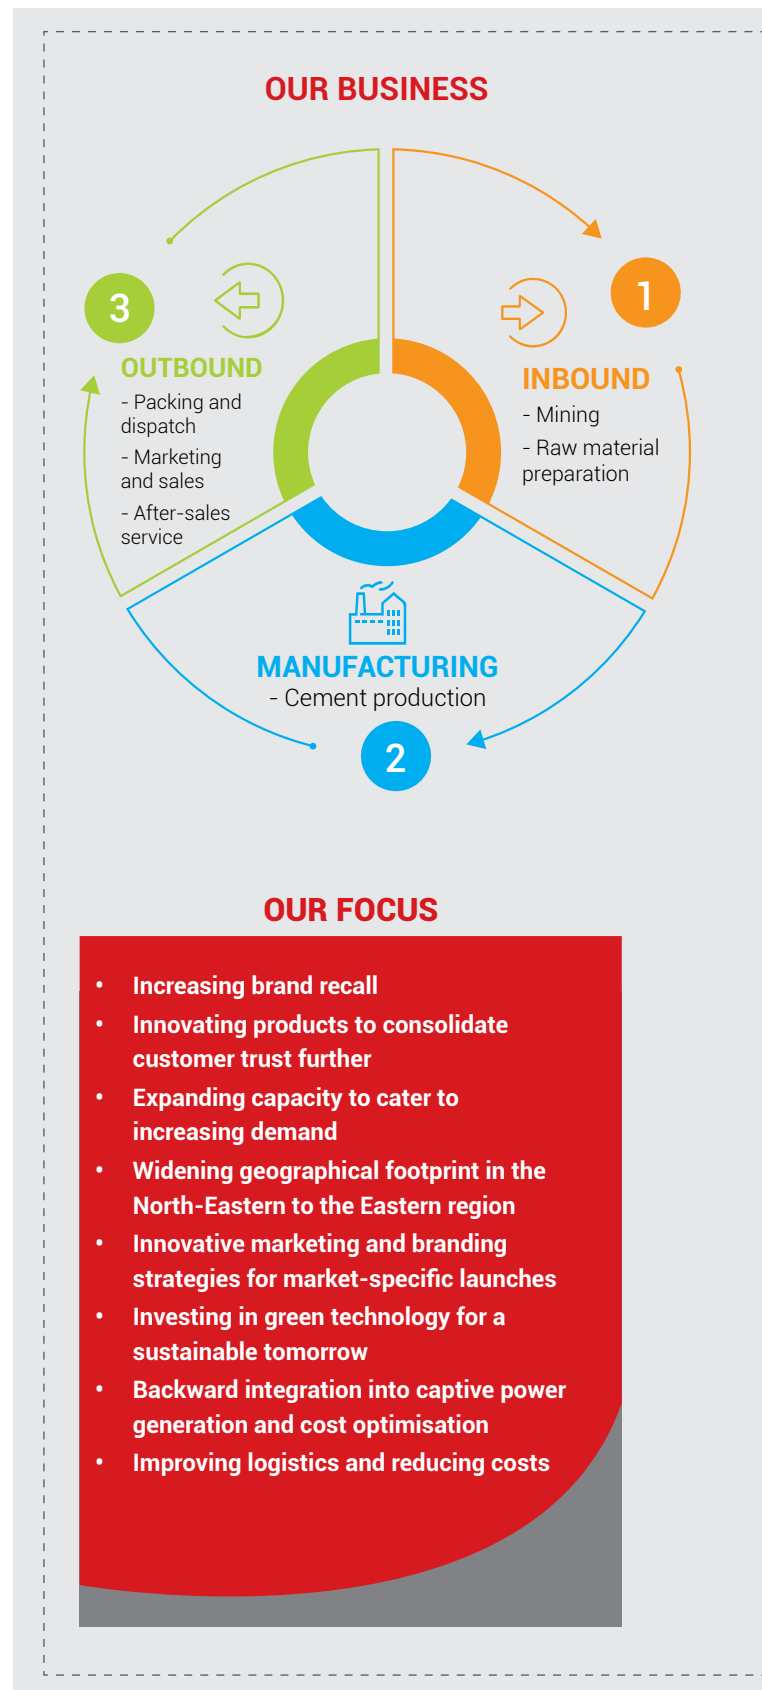 OUR BUSINESS
1
INBOUND
- Mining
- Raw material
preparation
2
MANUFACTURING
- Cement production
3
OUTBOUND
- Packing and
dispatch
- Marketing
and sales
- After-sales
service
OUR FOCUS
• Increasing brand recall
• Innovating products to consolidate
customer trust further
• Expanding capacity to cater to
increasing demand
• Widening geographical footprint in the
North-Eastern to the Eastern region
• Innovative marketing and branding
strategies for market-specific launches
• Investing in green technology for a
sustainable tomorrow
• Backward integration into captive power
generation and cost optimisation
• Improving logistics and reducing costs